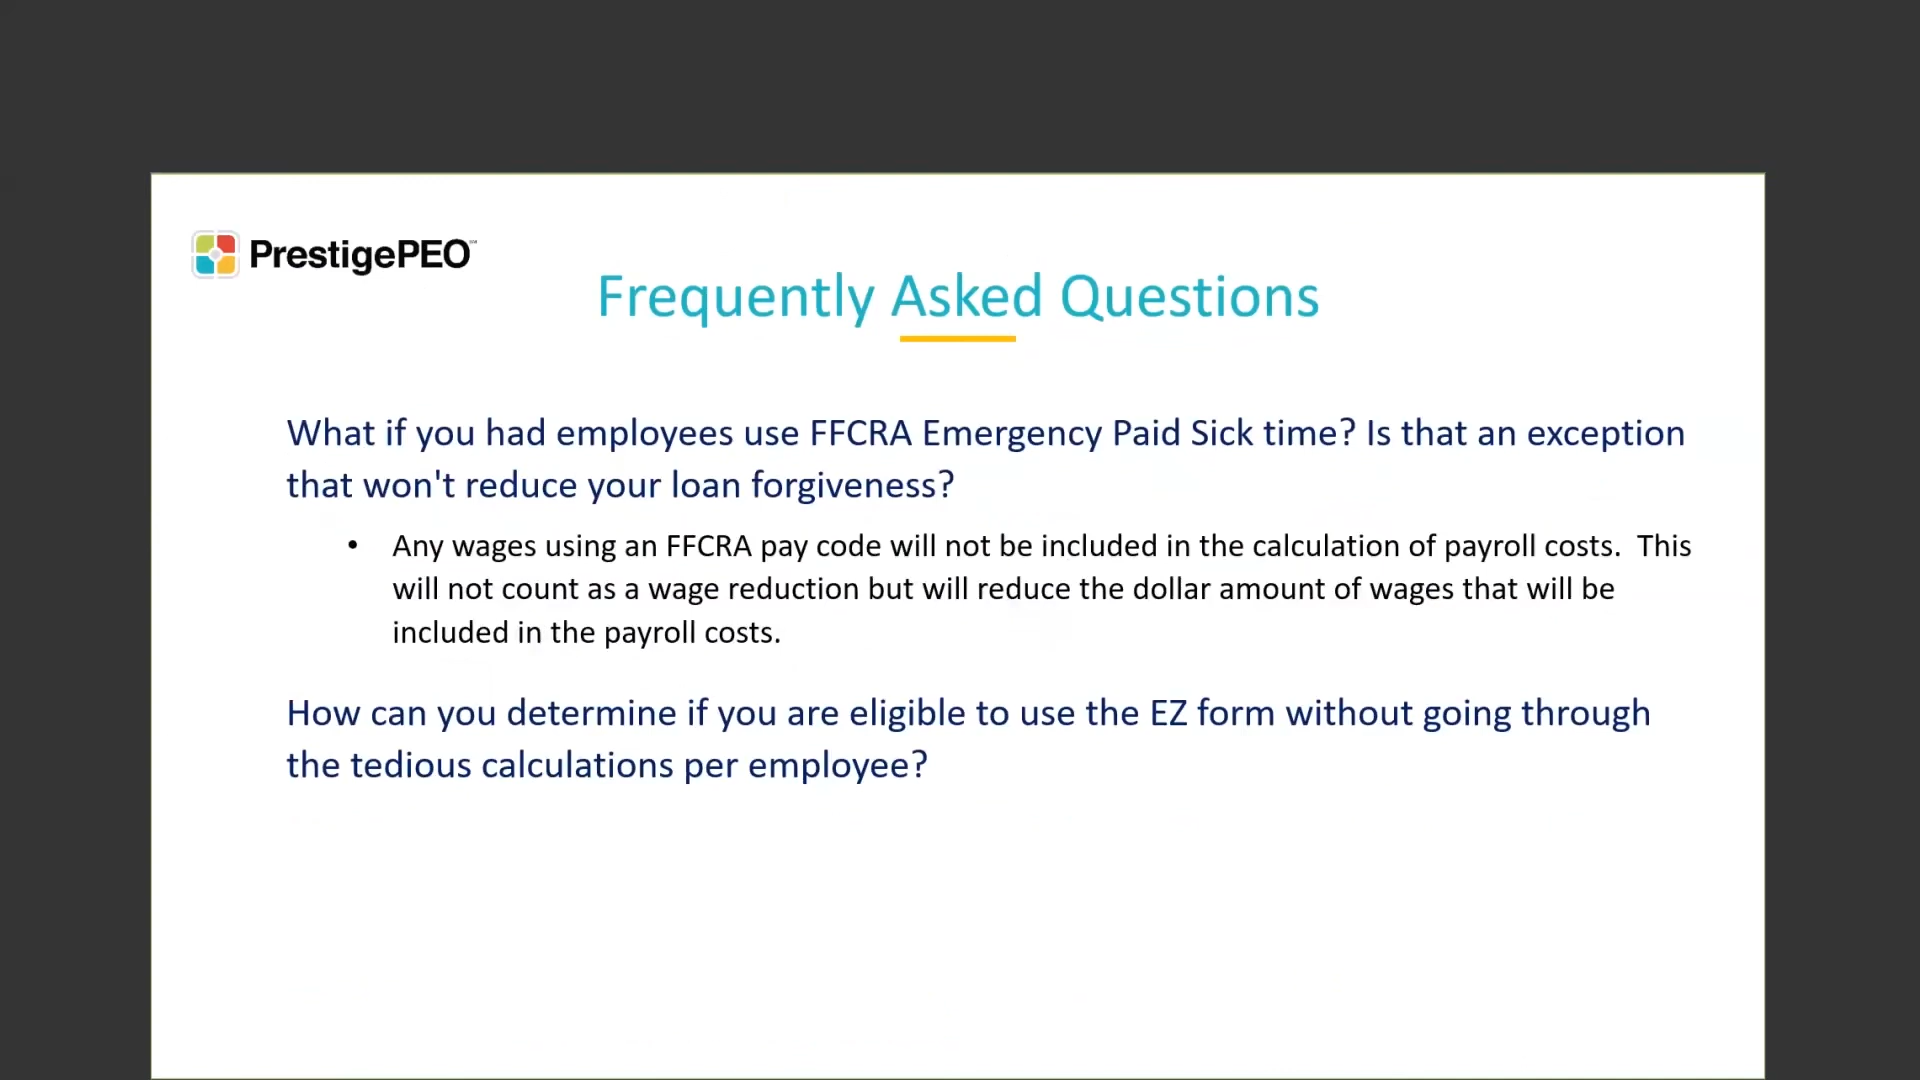 PrestigePEO
Frequently Asked Questions
What if you had employees use FFCRA Emergency Paid Sick time? Is that an exception
that won't reduce your loan forgiveness?
• Any wages using an FFCRA pay code will not be included in the calculation of payroll costs.  This
will not count as a wage reduction but will reduce the dollar amount of wages that will be
included in the payroll costs.
How can you determine if you are eligible to use the EZ form without going through
the tedious calculations per employee?